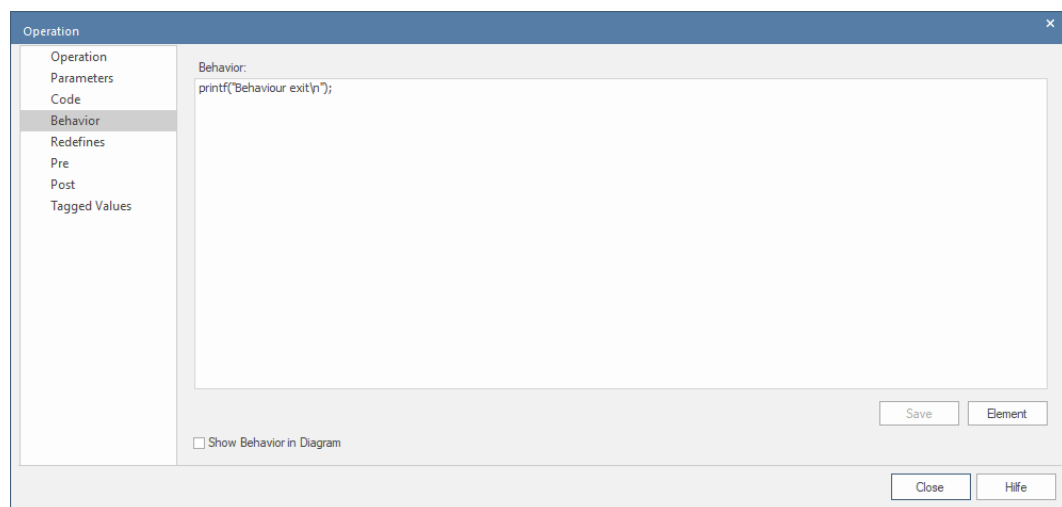 Operation
×
Operation
Parameters
Code
Behavior
Redefines
Pre
Post
Tagged Values
Behavior:
printf("Behaviour exit\n");
Save
Element
Show Behavior in Diagram
Close
Hilfe